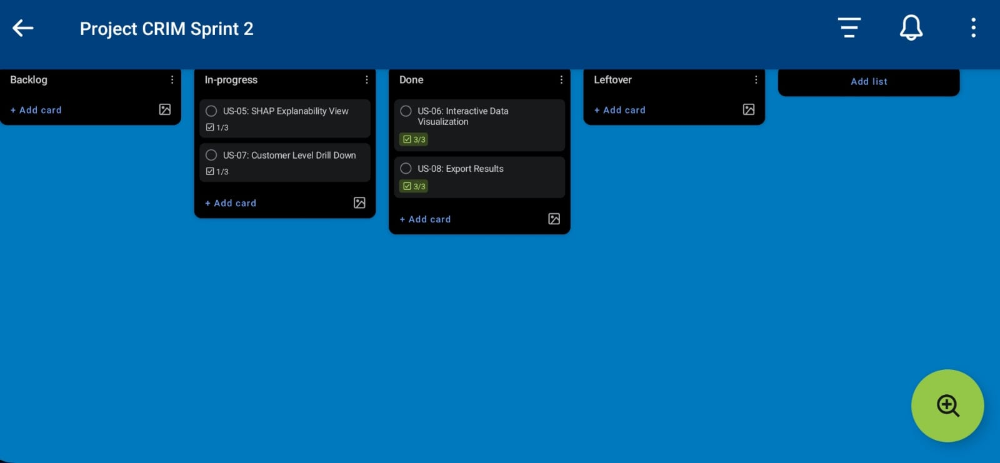 Project CRIM Sprint 2
Backlog
+ Add card
In-progress
US-05: SHAP Explanability View
1/3
US-07: Customer Level Drill Down
1/3
+ Add card
Done
US-06: Interactive Data
Visualization
3/3
US-08: Export Results
3/3
+ Add card
Leftover
+ Add card
Add list